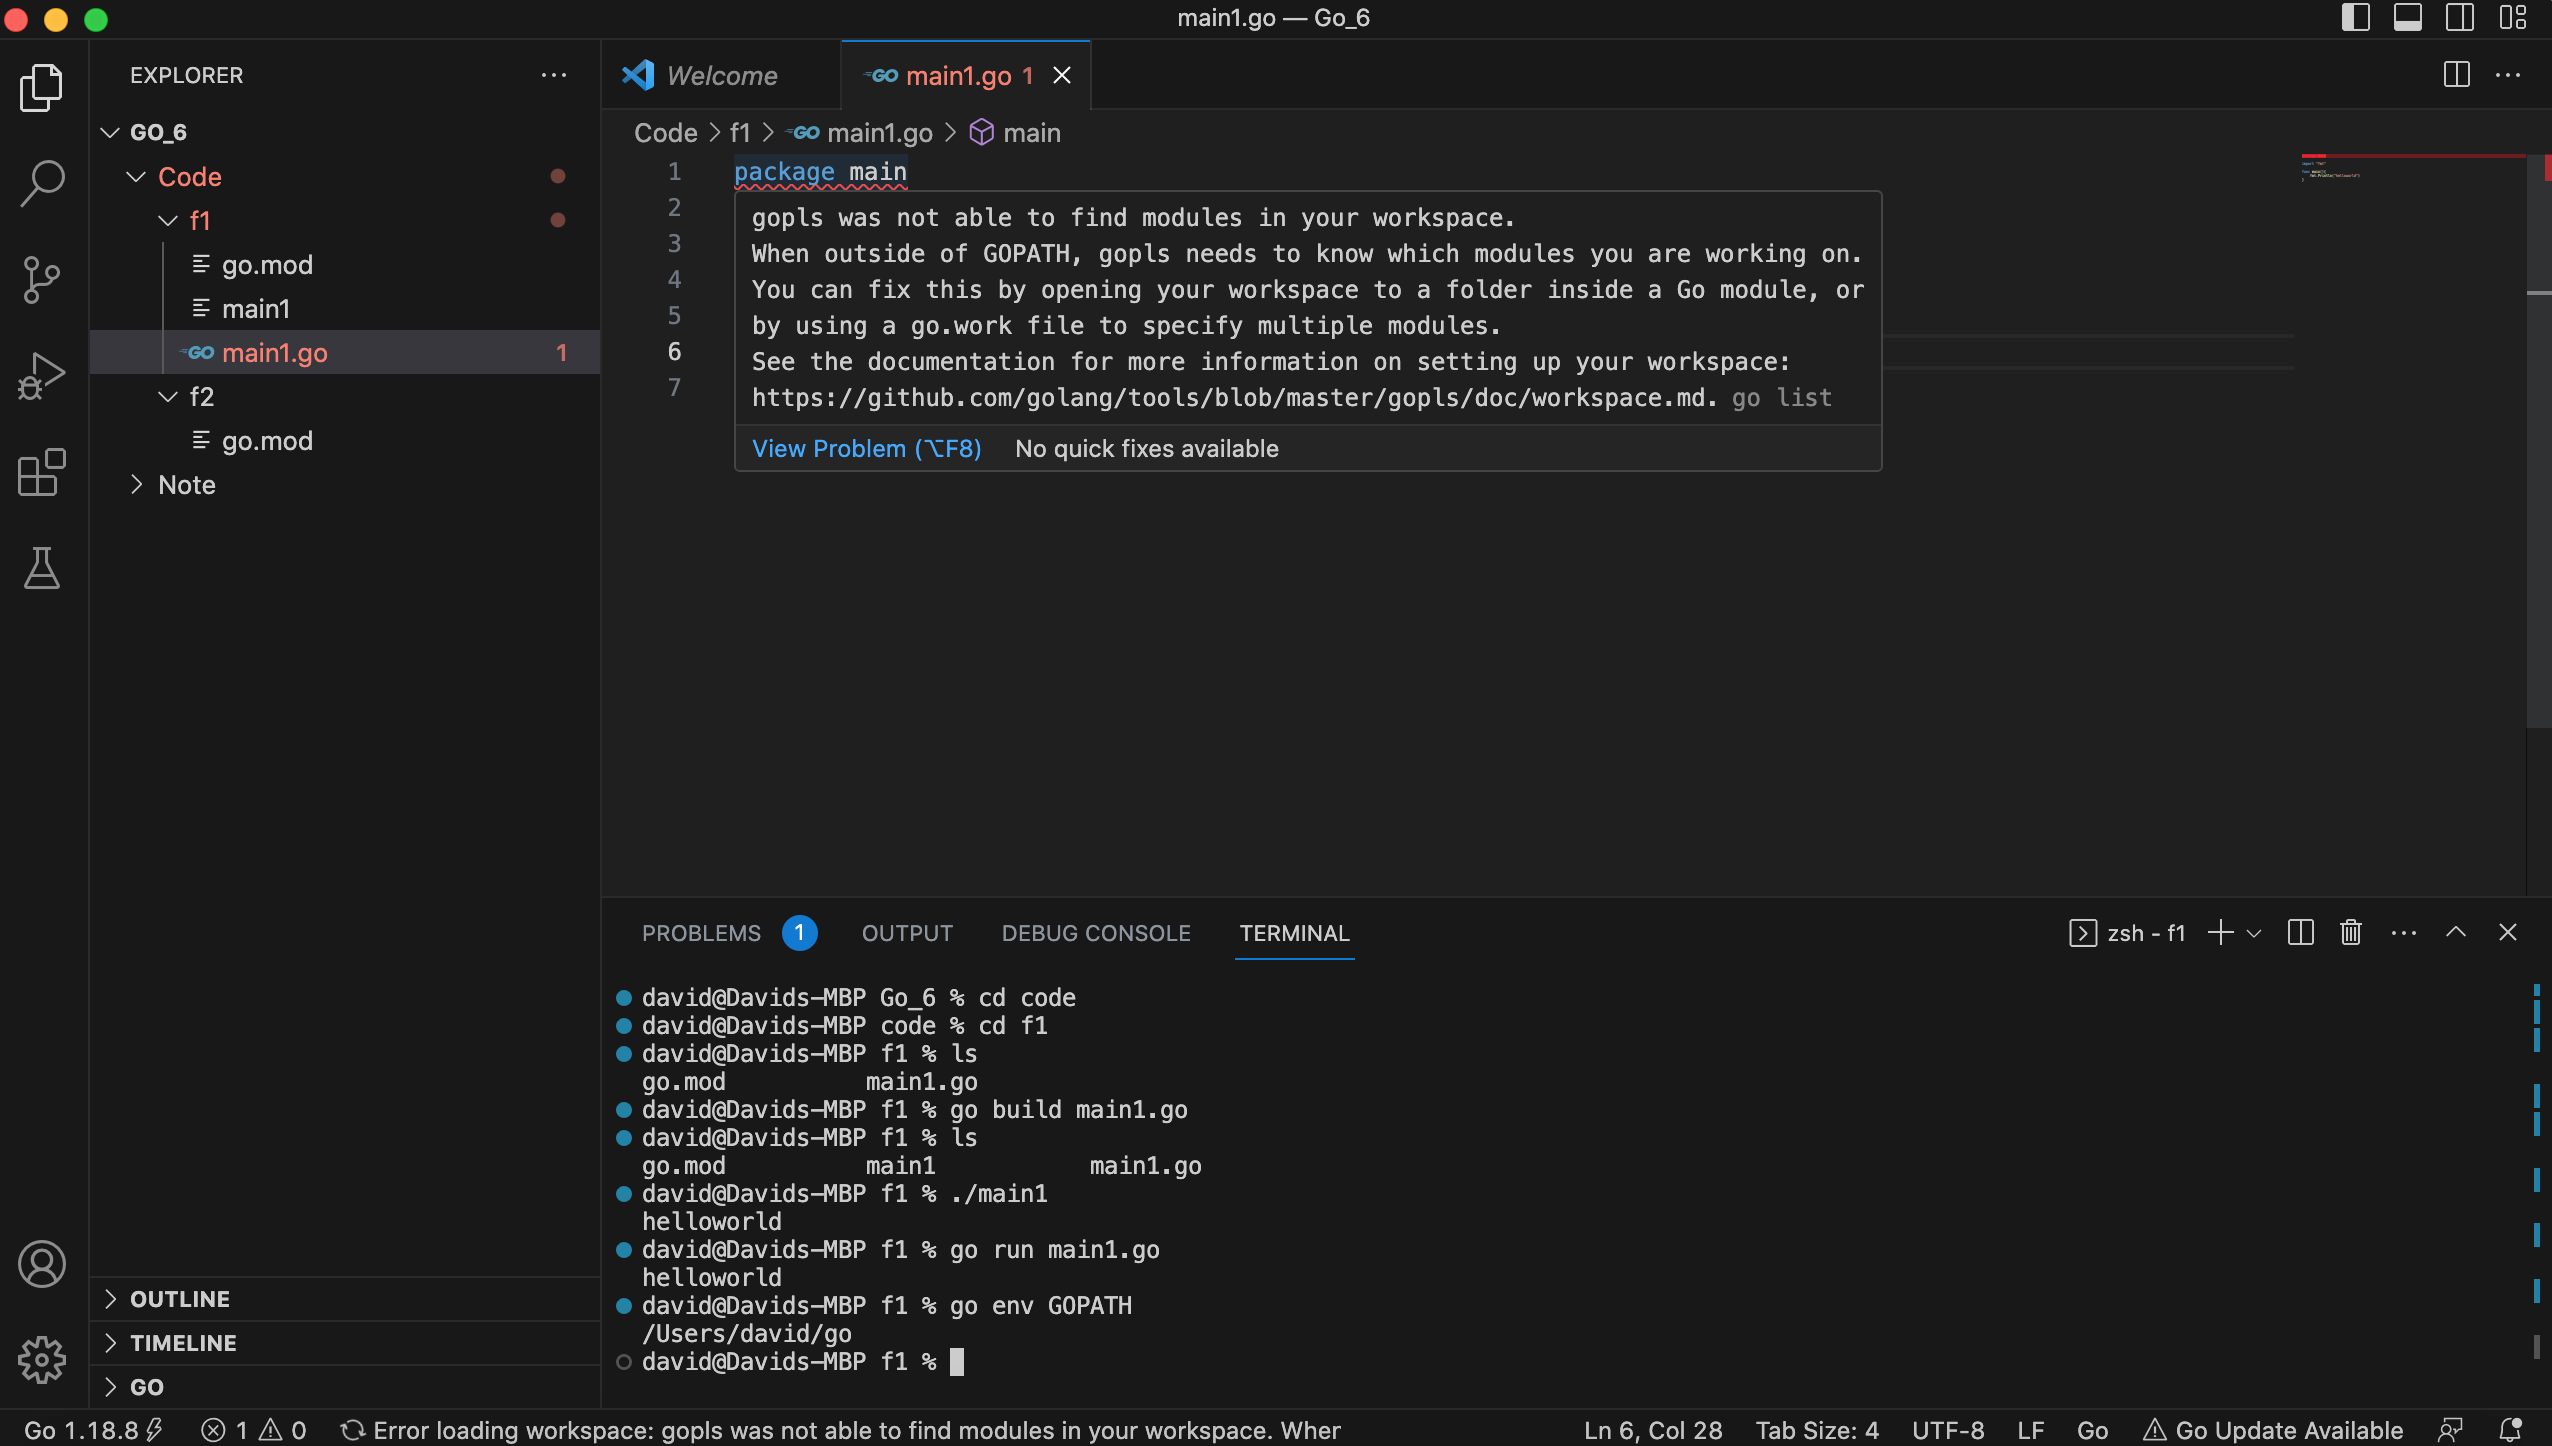 main1.go — Go_6
EXPLORER
GO_6
Code
f1
go.mod
main1
main1.go 1
f2
go.mod
Note
OUTLINE
TIMELINE
GO
Welcome
GO main1.go 1
Code > f1 > GO main1.go > main
1 package main
2
3
4
5
6
7
gopls was not able to find modules in your workspace.
When outside of GOPATH, gopls needs to know which modules you are working on.
You can fix this by opening your workspace to a folder inside a Go module, or
by using a go.work file to specify multiple modules.
See the documentation for more information on setting up your workspace:
https://github.com/golang/tools/blob/master/gopls/doc/workspace.md. go list
View Problem (⌥F8) No quick fixes available
PROBLEMS 1 OUTPUT DEBUG CONSOLE TERMINAL
zsh - f1
david@Davids-MBP Go_6 % cd code
david@Davids-MBP code % cd f1
david@Davids-MBP f1 % ls
go.mod main1.go
david@Davids-MBP f1 % go build main1.go
david@Davids-MBP f1 % ls
go.mod main1 main1.go
david@Davids-MBP f1 % ./main1
helloworld
david@Davids-MBP f1 % go run main1.go
helloworld
david@Davids-MBP f1 % go env GOPATH
/Users/david/go
david@Davids-MBP f1 %
Go 1.18.8 1 0 Error loading workspace: gopls was not able to find modules in your workspace. Wher
Ln 6, Col 28 Tab Size: 4 UTF-8 LF Go Go Update Available